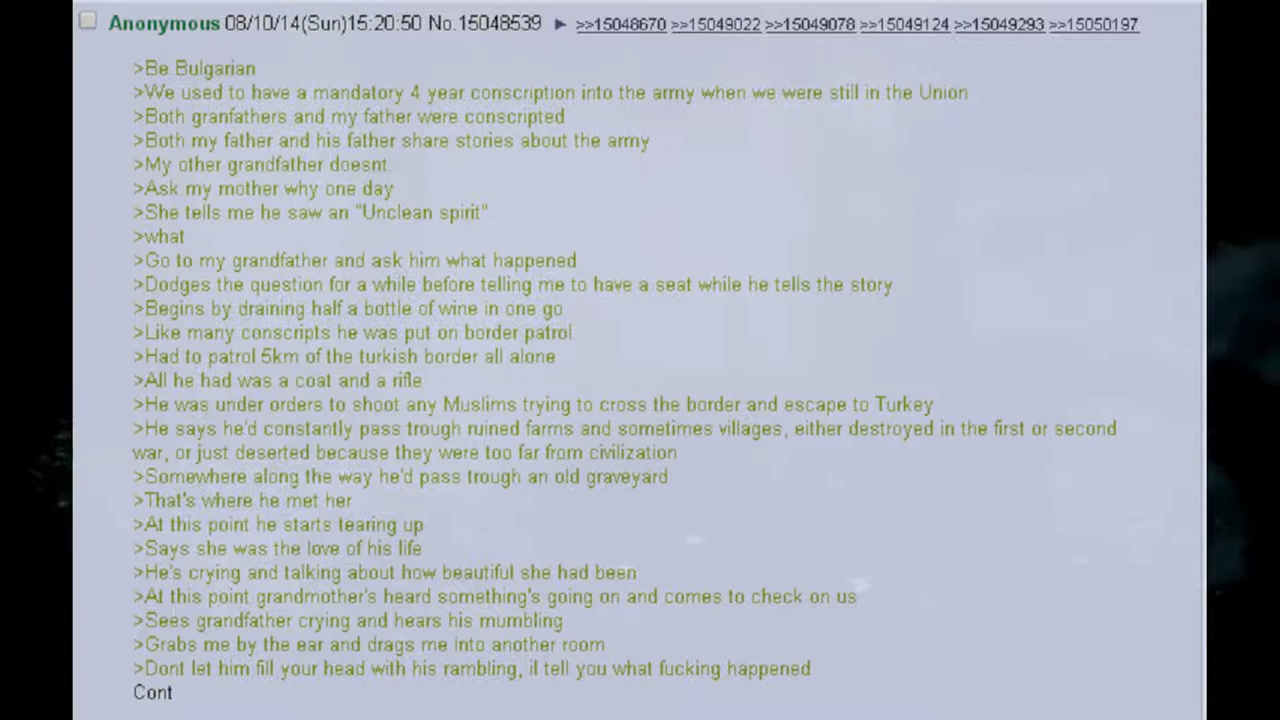 Anonymous 08/10/14(Sun)15:20:50 No.15048539 ▶ >>15048670 >>15049022 >>15049078 >>15049124 >>15049293 >>15050197
>Be Bulgarian
>We used to have a mandatory 4 year conscription into the army when we were still in the Union
>Both granfathers and my father were conscripted
>Both my father and his father share stories about the army
>My other grandfather doesnt
>Ask my mother why one day
>She tells me he saw an "Unclean spirit"
>what
>Go to my grandfather and ask him what happened
>Dodges the question for a while before telling me to have a seat while he tells the story
>Begins by draining half a bottle of wine in one go
>Like many conscripts he was put on border patrol
>Had to patrol 5km of the turkish border all alone
>All he had was a coat and a rifle
>He was under orders to shoot any Muslims trying to cross the border and escape to Turkey
>He says he'd constantly pass trough ruined farms and sometimes villages, either destroyed in the first or second
war, or just deserted because they were too far from civilization
>Somewhere along the way he'd pass trough an old graveyard
>That's where he met her
>At this point he starts tearing up
>Says she was the love of his life
>He's crying and talking about how beautiful she had been
>At this point grandmother's heard something's going on and comes to check on us
>Sees grandfather crying and hears his mumbling
>Grabs me by the ear and drags me into another room
>Dont let him fill your head with his rambling, il tell you what fucking happened
Cont